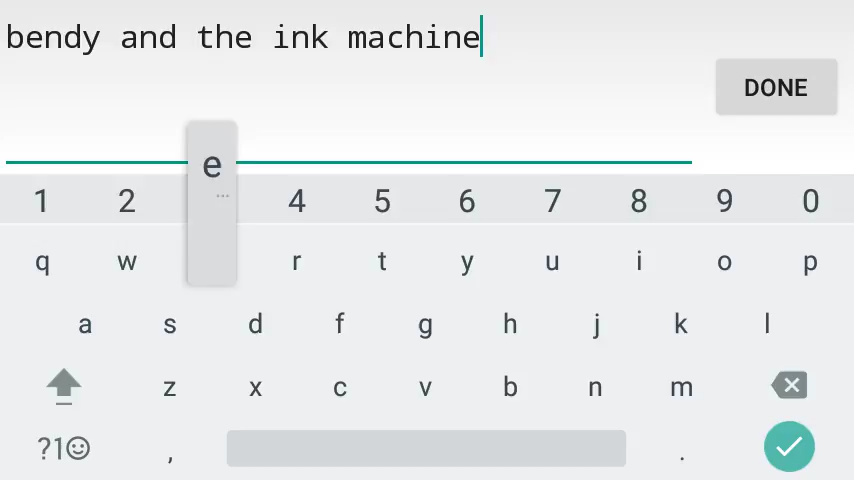 bendy and the ink machine
DONE
e
...
1 2 4 5 6 7 8 9 0
q w r t y u i o p
a s d f g h j k l
z x c v b n m
?1☺ , .